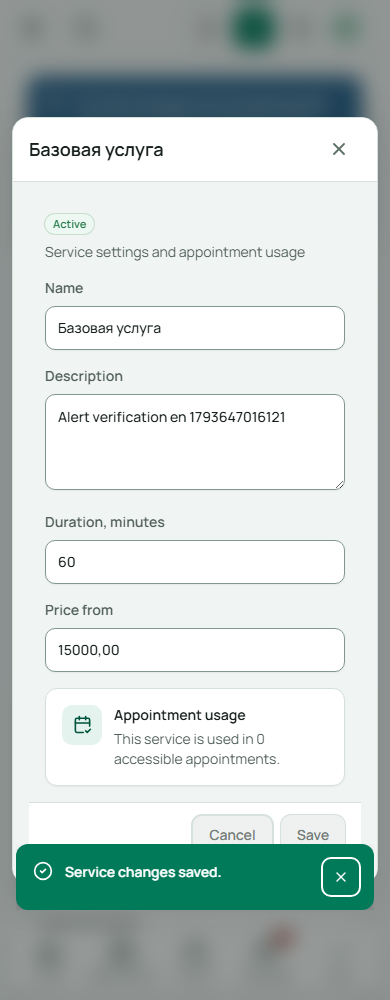 Базовая услуга
Active
Service settings and appointment usage
Name
Базовая услуга
Description
Alert verification en 1793647016121
Duration, minutes
60
Price from
15000,00
Appointment usage
This service is used in 0
accessible appointments.
Cancel
Save
Service changes saved.